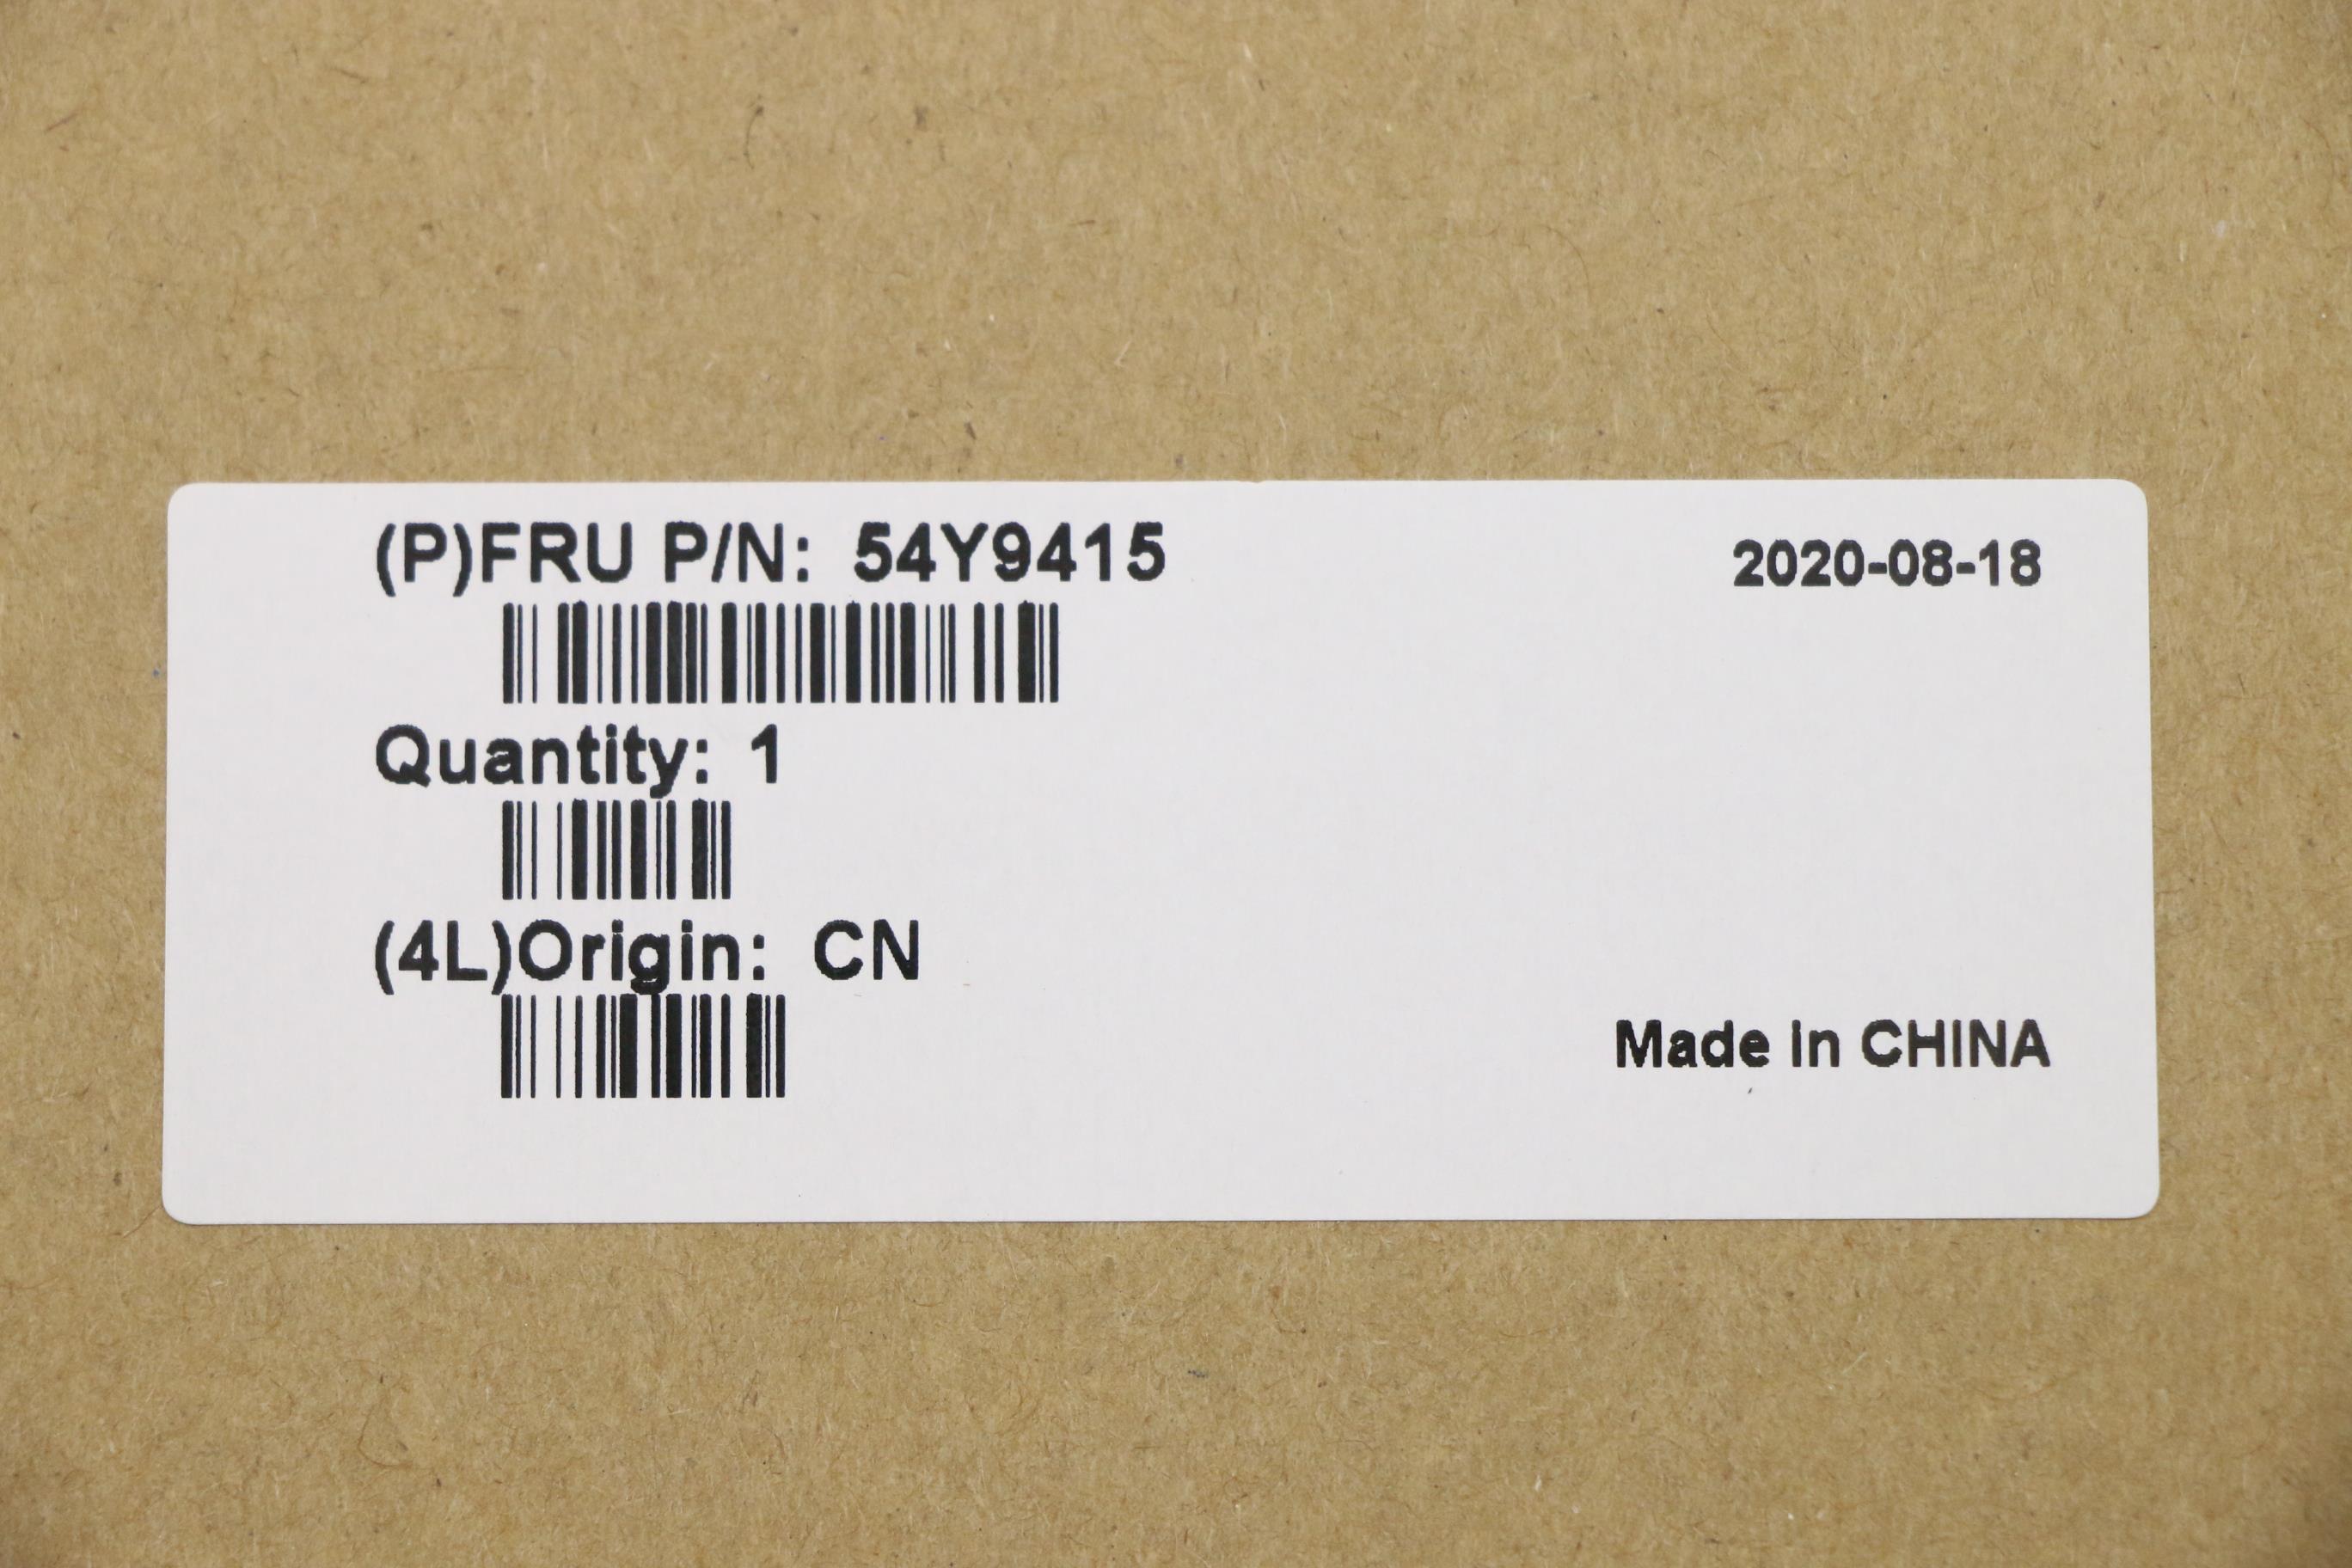 (P)FRU P/N: 54Y9415
2020-08-18
Quantity: 1
(4L)Origin: CN
Made In CHINA